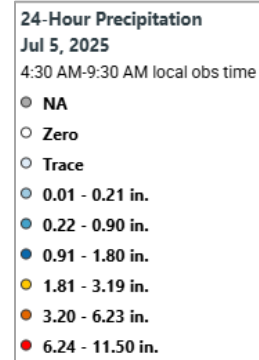 24-Hour Precipitation
Jul 5, 2025
4:30 AM-9:30 AM local obs time
NA
Zero
Trace
0.01 - 0.21 in.
0.22 - 0.90 in.
0.91 - 1.80 in.
1.81 - 3.19 in.
3.20 - 6.23 in.
6.24 - 11.50 in.